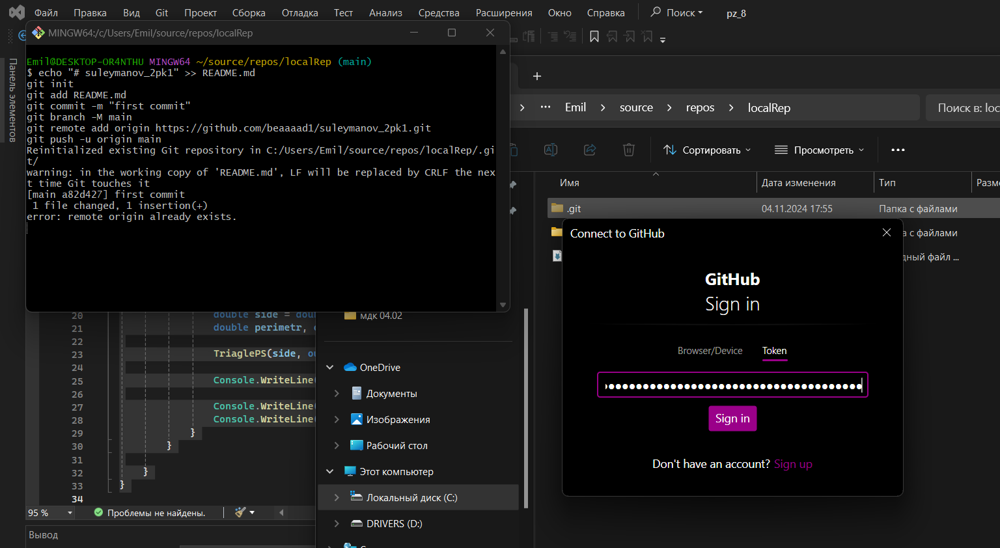 Файл Правка Вид Git Проект Сборка Отладка Тест Анализ Средства Расширения Окно Справка Поиск pz_8
MINGW64:/c/Users/Emil/source/repos/localRep
Панель элементов
Emil@DESKTOP-OR4NTHU MINGW64 ~/source/repos/localRep (main)
$ echo "# suleymanov_2pk1" >> README.md
git init
git add README.md
git commit -m "first commit"
git branch -M main
git remote add origin https://github.com/beaaaad1/suleymanov_2pk1.git
git push -u origin main
Reinitialized existing Git repository in C:/Users/Emil/source/repos/localRep/.gi
t/
warning: in the working copy of 'README.md', LF will be replaced by CRLF the nex
t time Git touches it
[main a82d427] first commit
1 file changed, 1 insertion(+)
error: remote origin already exists.
Emil source repos localRep Поиск в: loc
Сортировать Просмотреть
Имя Дата изменения Тип Разм
.git 04.11.2024 17:55 Папка с файлами
с файлами
ный файл ...
Connect to GitHub
GitHub
Sign in
Browser/Device Token
Sign in
Don't have an account? Sign up
20 double side = dou
21 double perimetr,
22
23 TriaglePS(side, ou
24
25 Console.WriteLine(
26
27 Console.WriteLine(
28 Console.WriteLine(
29 }
30 }
31
32 }
33 }
34
95 % Проблемы не найдены.
Вывод
мдк 04.02
OneDrive
Документы
Изображения
Рабочий стол
Этот компьютер
Локальный диск (C:)
DRIVERS (D:)